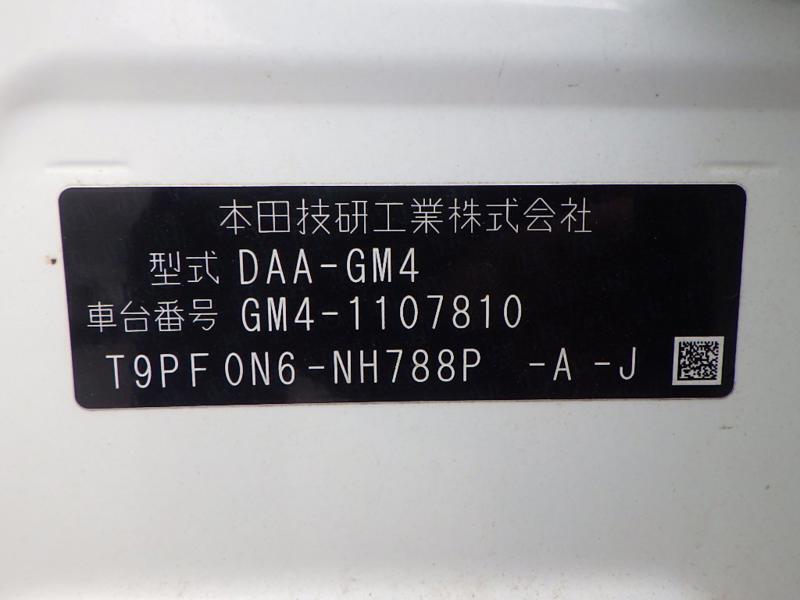 本田技研工業株式会社
型式 DAA-GM4
車台番号 GM4-1107810
T9PF0N6-NH788P -A-J